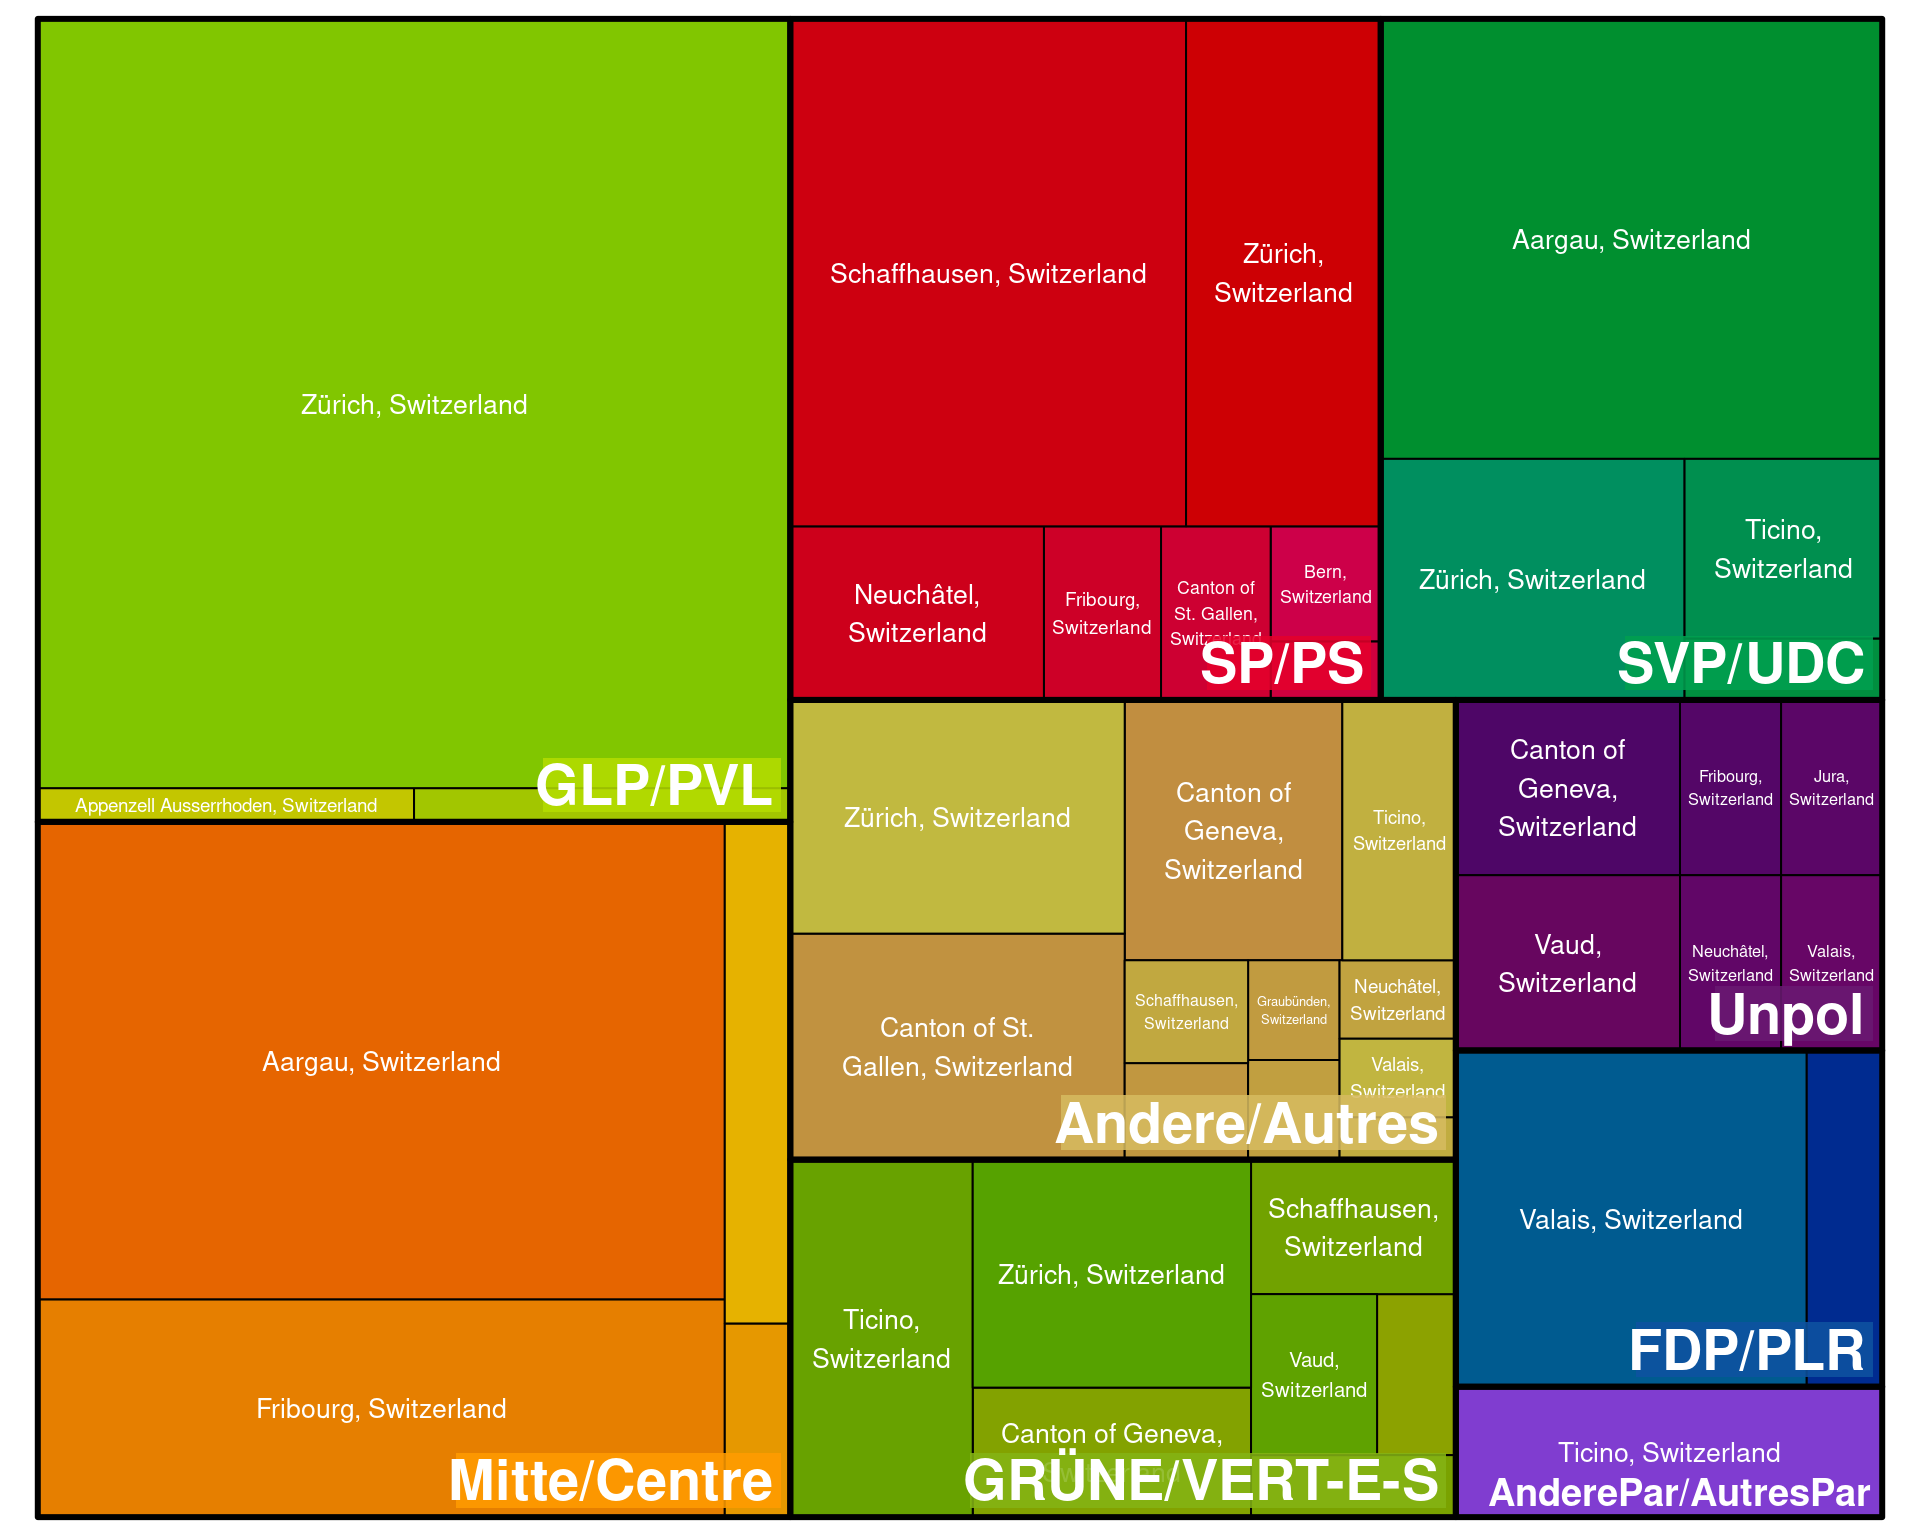 Zürich, Switzerland
Appenzell Ausserrhoden, Switzerland
GLP/PVL
Aargau, Switzerland
Fribourg, Switzerland
Mitte/Centre
Schaffhausen, Switzerland
Zürich,
Switzerland
Neuchâtel,
Switzerland
Fribourg,
Switzerland
Canton of
St. Gallen,
Switzerland
Bern,
Switzerland
SP/PS
Aargau, Switzerland
Zürich, Switzerland
Ticino,
Switzerland
SVP/UDC
Zürich, Switzerland
Canton of
Geneva,
Switzerland
Ticino,
Switzerland
Canton of St.
Gallen, Switzerland
Schaffhausen,
Switzerland
Graubünden,
Switzerland
Neuchâtel,
Switzerland
Valais,
Switzerland
Andere/Autres
Canton of
Geneva,
Switzerland
Fribourg,
Switzerland
Jura,
Switzerland
Vaud,
Switzerland
Neuchâtel,
Switzerland
Valais,
Switzerland
Unpol
Ticino,
Switzerland
Zürich, Switzerland
Schaffhausen,
Switzerland
Vaud,
Switzerland
Canton of Geneva,
GRÜNE/VERT-E-S
Valais, Switzerland
FDP/PLR
Ticino, Switzerland
AnderePar/AutresPar